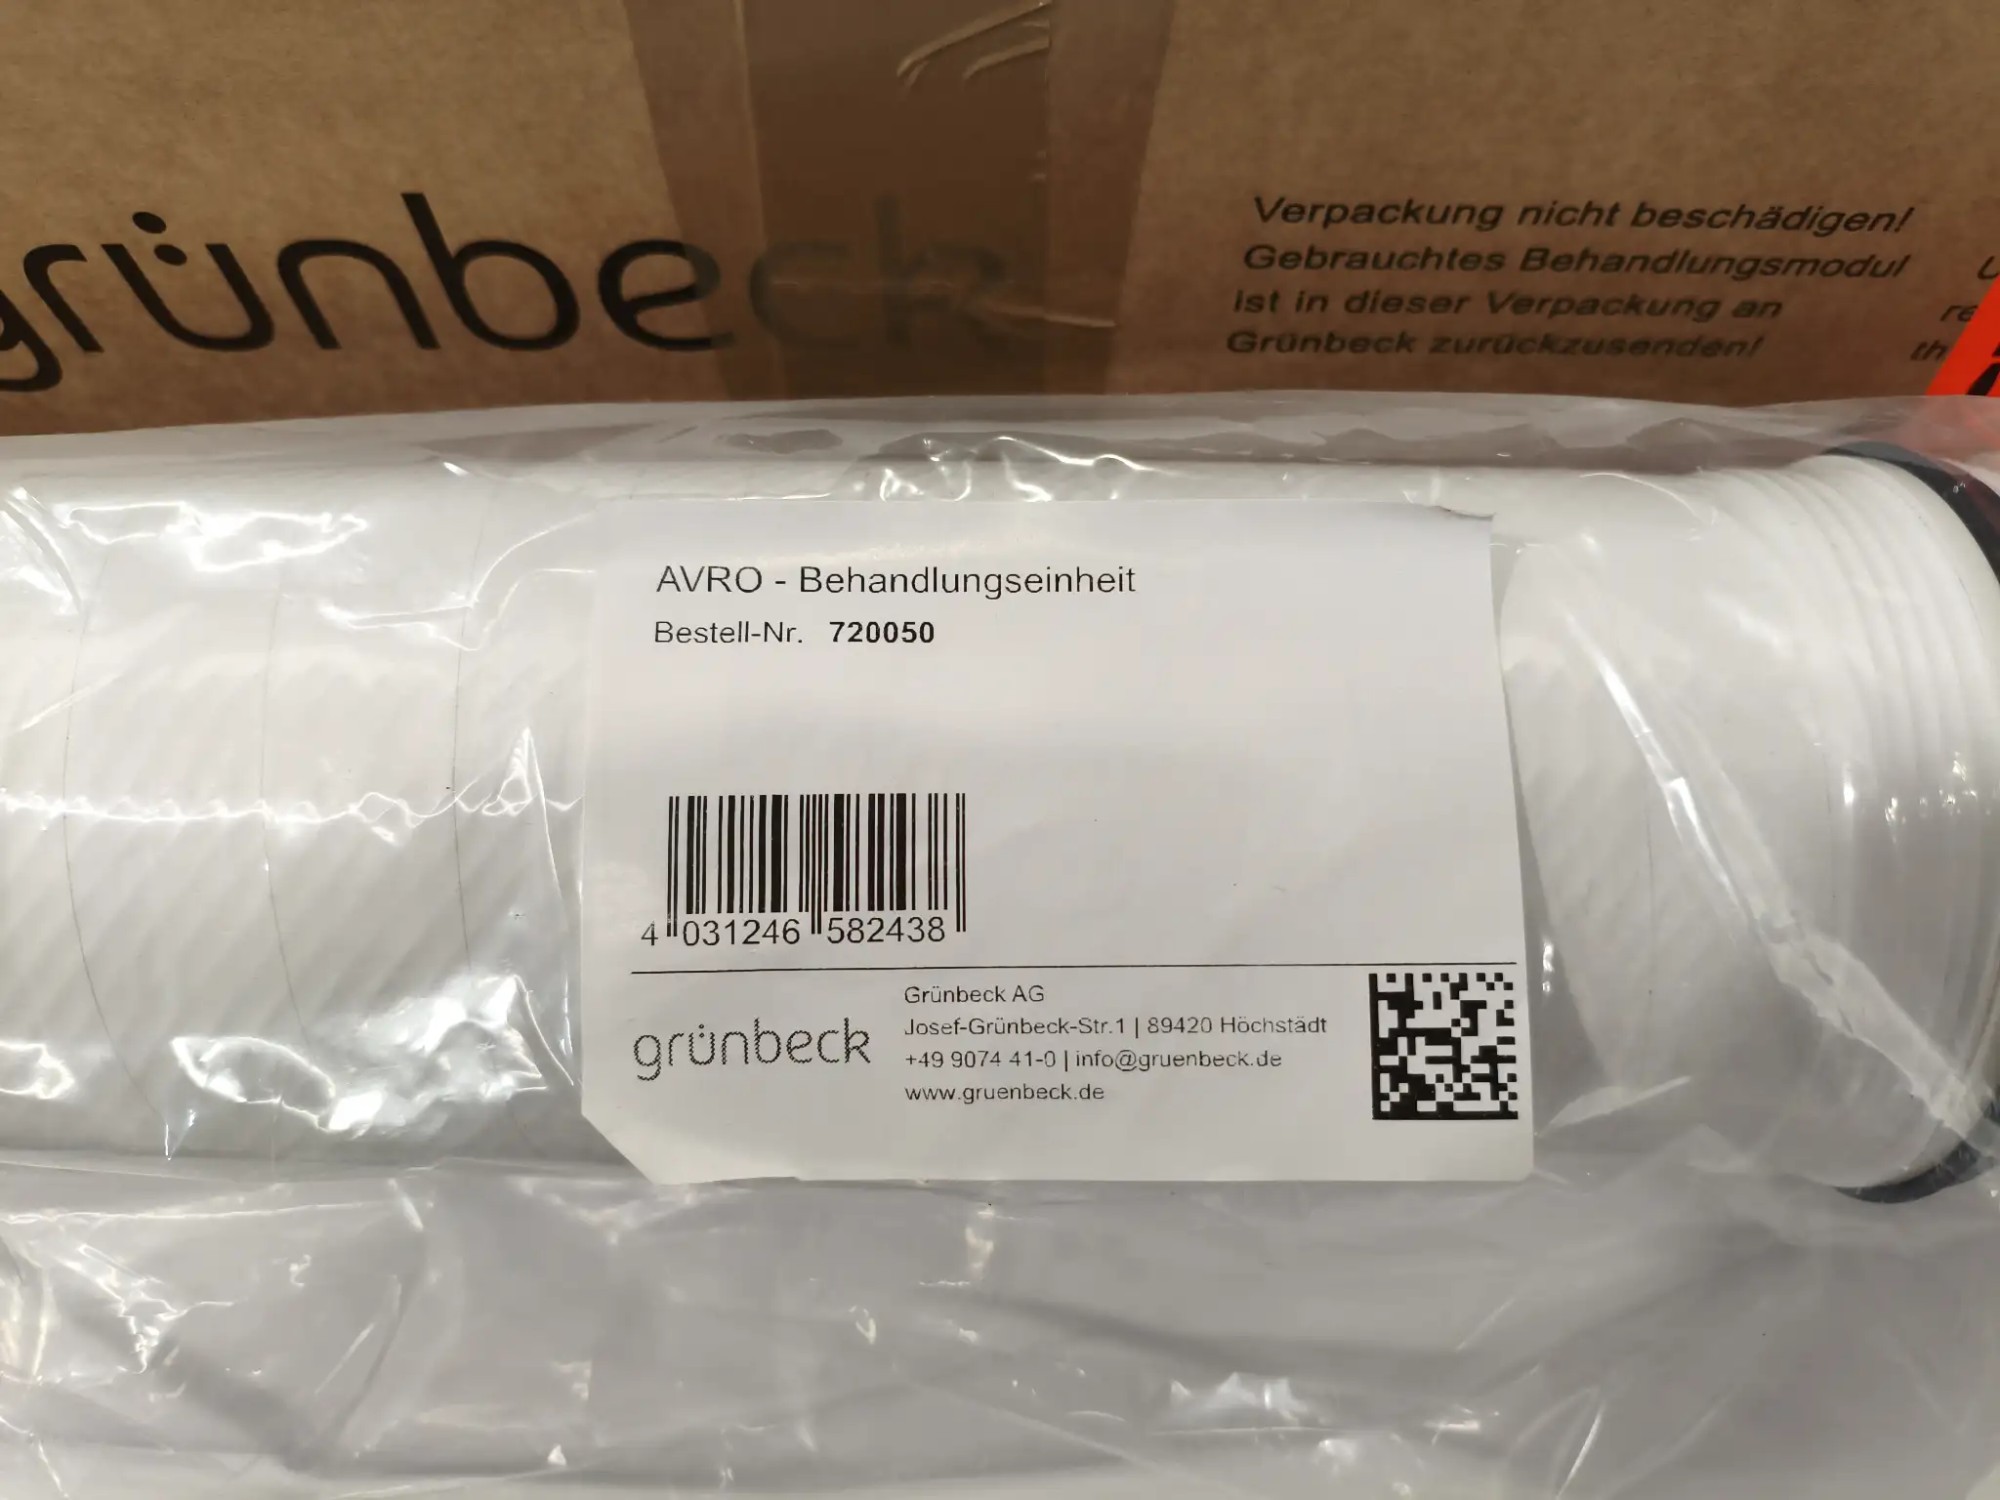 grünbeck
Verpackung nicht beschädigen!
Gebrauchtes Behandlungsmodul
ist in dieser Verpackung an
Grünbeck zurückzusenden!
AVRO - Behandlungseinheit
Bestell-Nr. 720050
4 031246 582438
grünbeck
Grünbeck AG
Josef-Grünbeck-Str.1 | 89420 Höchstädt
+49 9074 41-0 | info@gruenbeck.de
www.gruenbeck.de